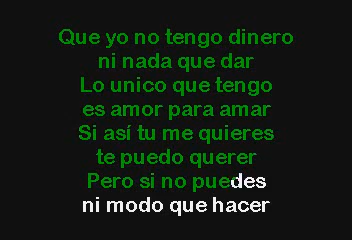 Que yo no tengo dinero
ni nada que dar
Lo unico que tengo
es amor para amar
Si así tu me quieres
te puedo querer
Pero si no puedes
ni modo que hacer